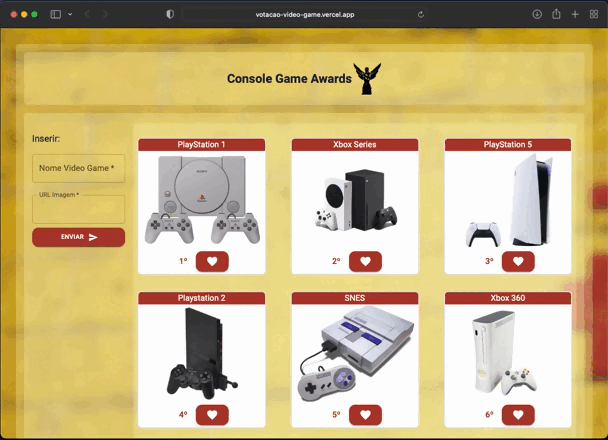 votacao-video-game.vercel.app
Console Game Awards
Inserir:
Nome Video Game *
URL Imagem *
ENVIAR
PlayStation 1
Xbox Series
PlayStation 5
SONY
1º
2º
3º
Playstation 2
SNES
Xbox 360
4º
5º
6º